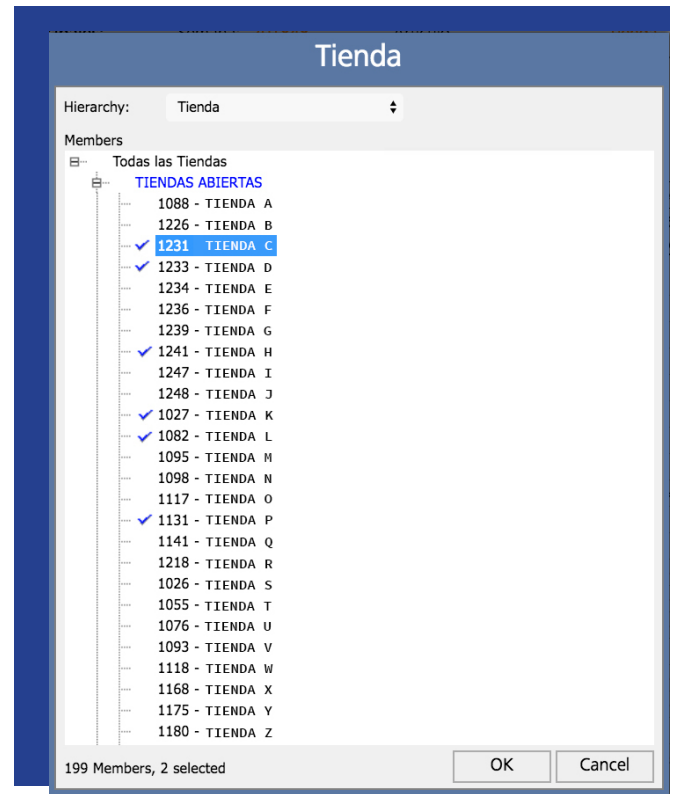 Tienda
Hierarchy: Tienda
Members
Todas las Tiendas
TIENDAS ABIERTAS
1088 - TIENDA A
1226 - TIENDA B
1231 TIENDA C
1233 - TIENDA D
1234 - TIENDA E
1236 - TIENDA F
1239 - TIENDA G
1241 - TIENDA H
1247 - TIENDA I
1248 - TIENDA J
1027 - TIENDA K
1082 - TIENDA L
1095 - TIENDA M
1098 - TIENDA N
1117 - TIENDA O
1131 - TIENDA P
1141 - TIENDA Q
1218 - TIENDA R
1026 - TIENDA S
1055 - TIENDA T
1076 - TIENDA U
1093 - TIENDA V
1118 - TIENDA W
1168 - TIENDA X
1175 - TIENDA Y
1180 - TIENDA Z
199 Members, 2 selected OK Cancel